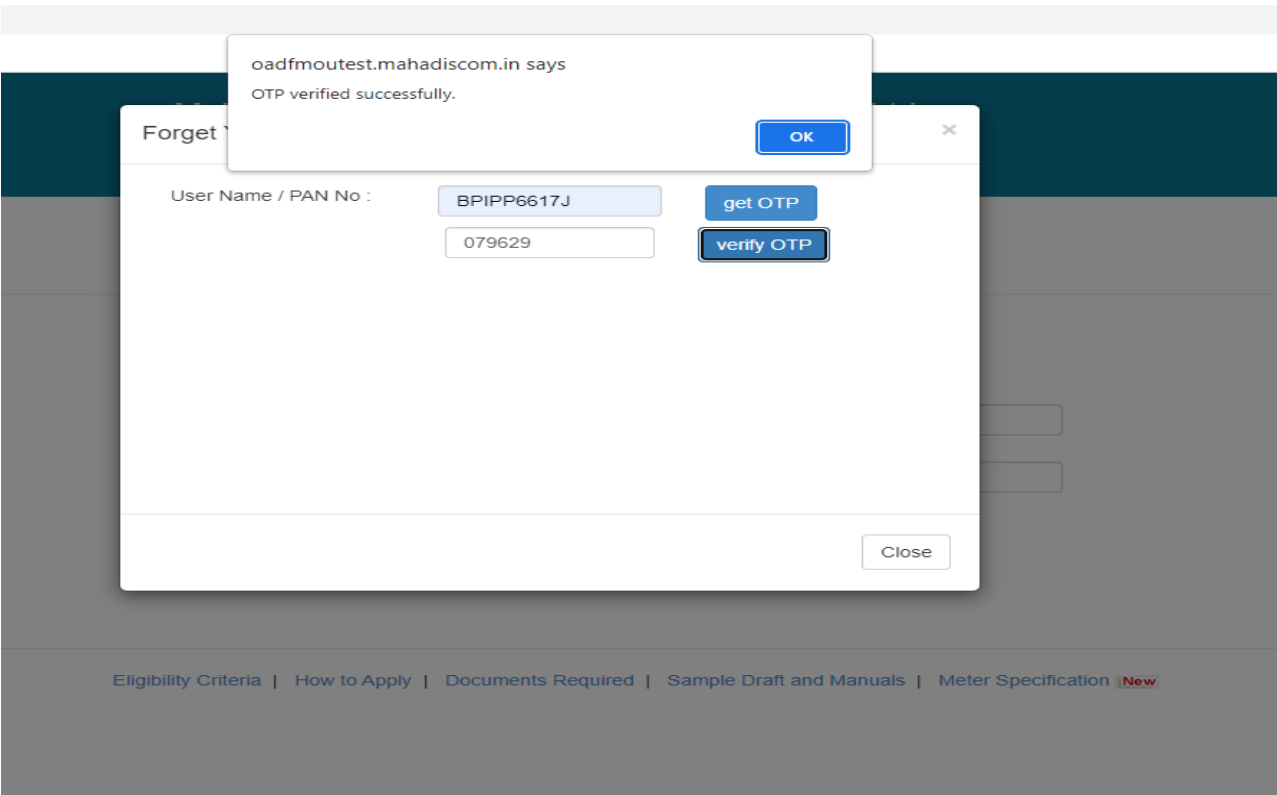 oadfmoutest.mahadiscom.in says
OTP verified successfully.
OK
Forget
×
User Name / PAN No :
BPIPP6617J
get OTP
079629
verify OTP
Close
Eligibility Criteria | How to Apply | Documents Required | Sample Draft and Manuals | Meter Specification New